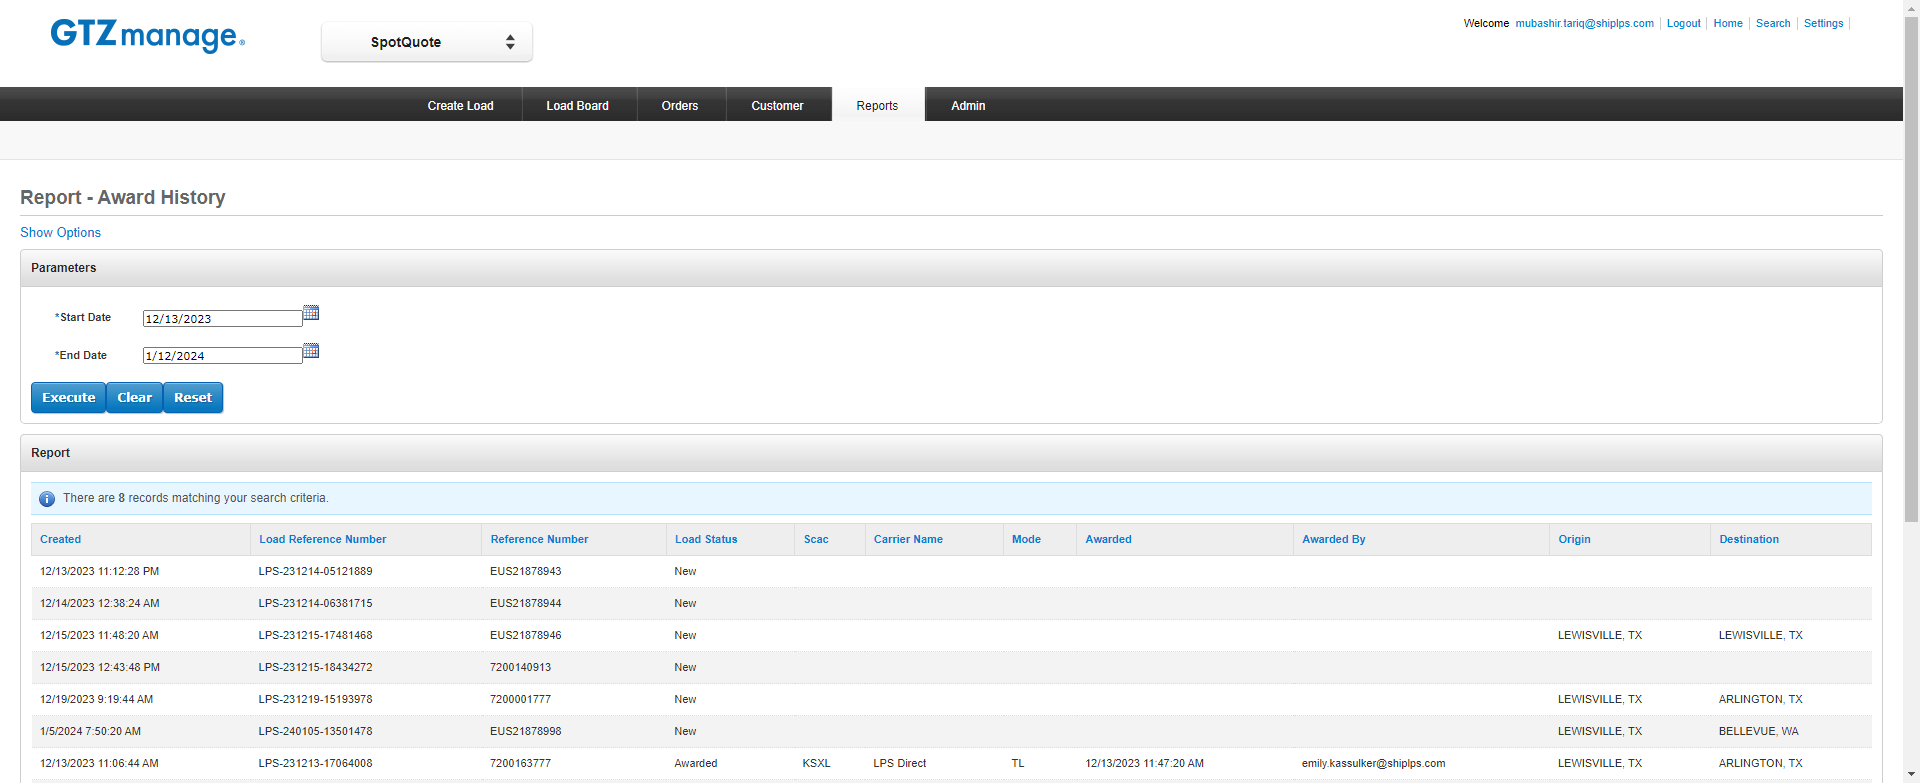 GTZmanage®
SpotQuote
Welcome mubashir.tariq@shiplps.com Logout Home Search Settings
Create Load Load Board Orders Customer Reports Admin
Report - Award History
Show Options
Parameters
*Start Date 12/13/2023
*End Date 1/12/2024
Execute Clear Reset
Report
There are 8 records matching your search criteria.
Created Load Reference Number Reference Number Load Status Scac Carrier Name Mode Awarded Awarded By Origin Destination
12/13/2023 11:12:28 PM LPS-231214-05121889 EUS21878943 New
12/14/2023 12:38:24 AM LPS-231214-06381715 EUS21878944 New
12/15/2023 11:48:20 AM LPS-231215-17481468 EUS21878946 New LEWISVILLE, TX LEWISVILLE, TX
12/15/2023 12:43:48 PM LPS-231215-18434272 7200140913 New
12/19/2023 9:19:44 AM LPS-231219-15193978 7200001777 New LEWISVILLE, TX ARLINGTON, TX
1/5/2024 7:50:20 AM LPS-240105-13501478 EUS21878998 New LEWISVILLE, TX BELLEVUE, WA
12/13/2023 11:06:44 AM LPS-231213-17064008 7200163777 Awarded KSXL LPS Direct TL 12/13/2023 11:47:20 AM emily.kassulker@shiplps.com LEWISVILLE, TX ARLINGTON, TX